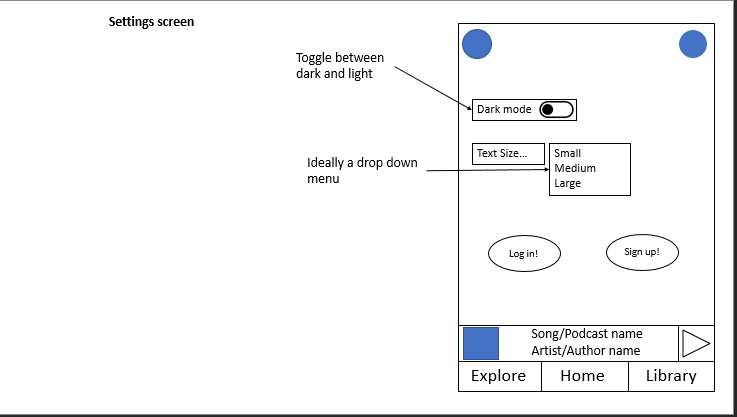 Settings screen
Toggle between
dark and light
Dark mode
Ideally a drop down
menu
Text Size...
Small
Medium
Large
Log in!
Sign up!
Song/Podcast name
Artist/Author name
Explore
Home
Library